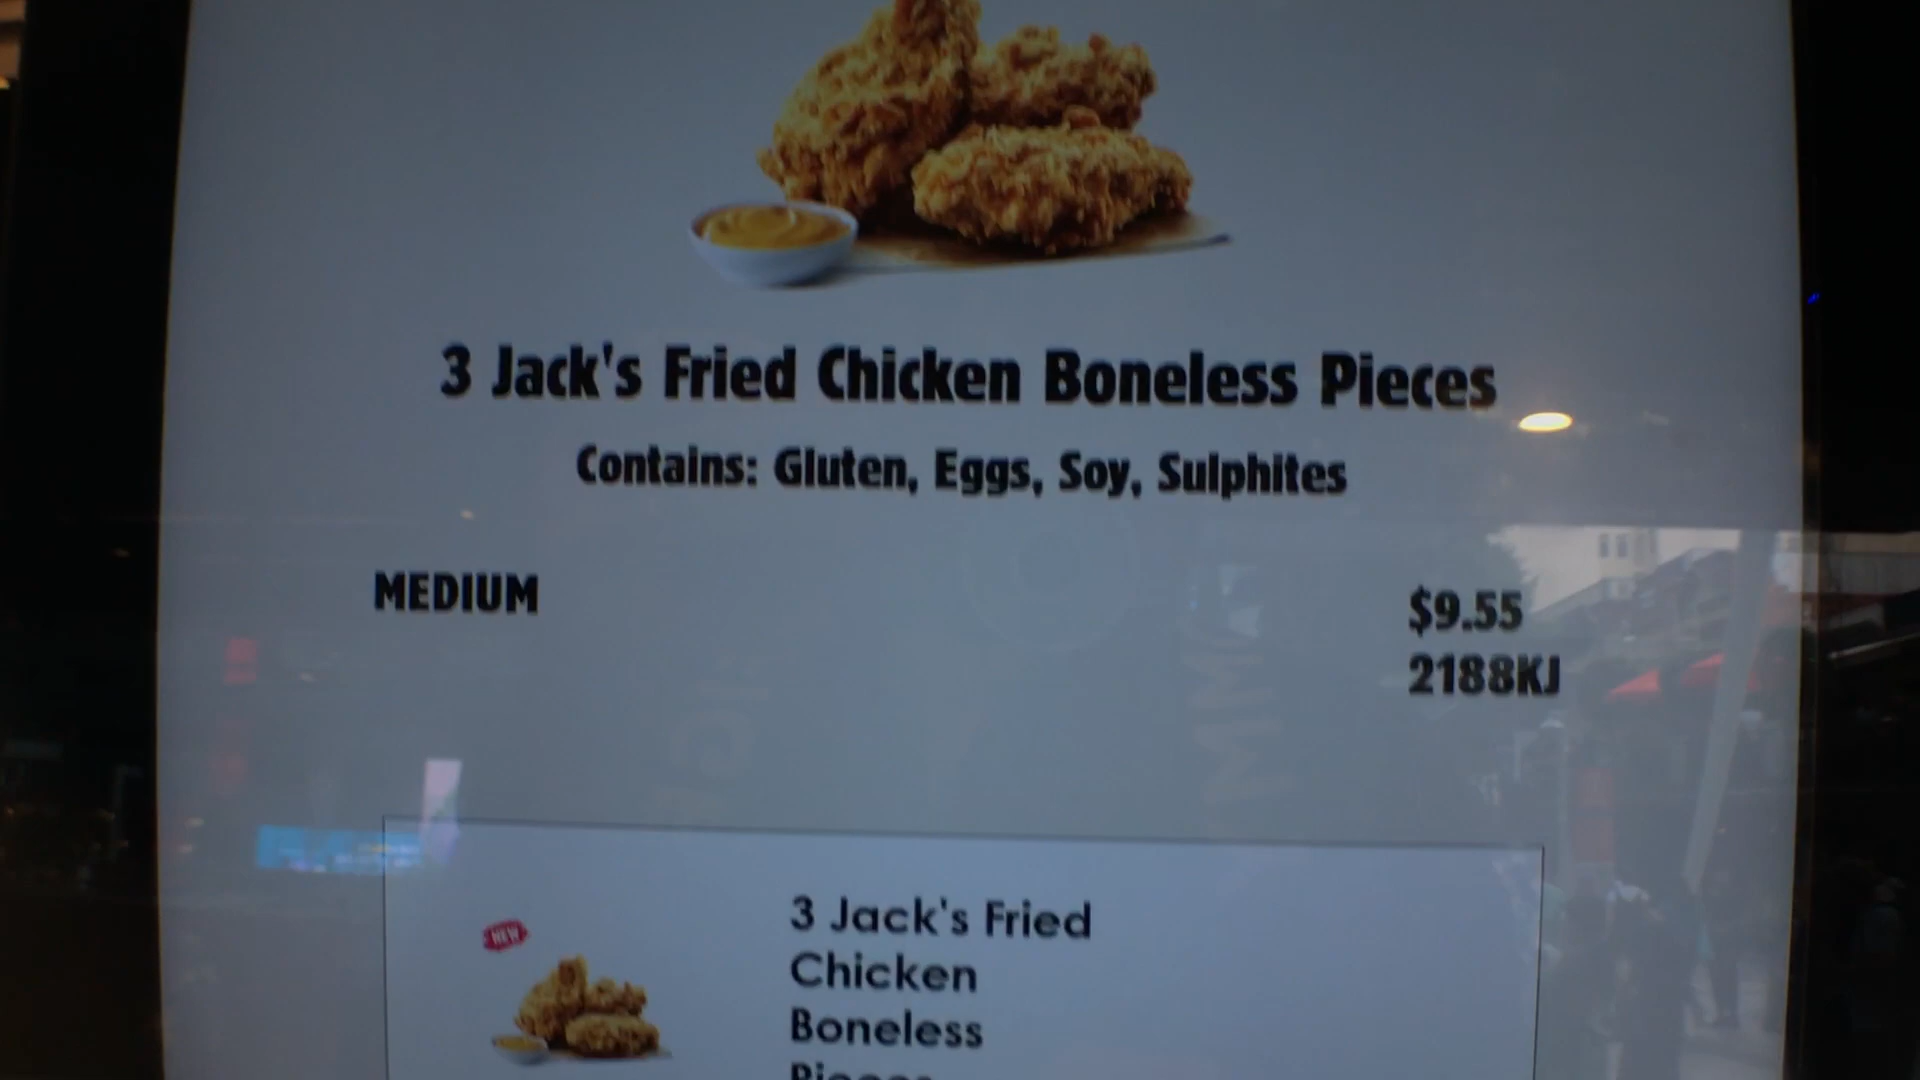 3 Jack's Fried Chicken Boneless Pieces
Contains: Gluten, Eggs, Soy, Sulphites
MEDIUM
$9.55
2188KJ
NEW
3 Jack's Fried
Chicken
Boneless
Pieces